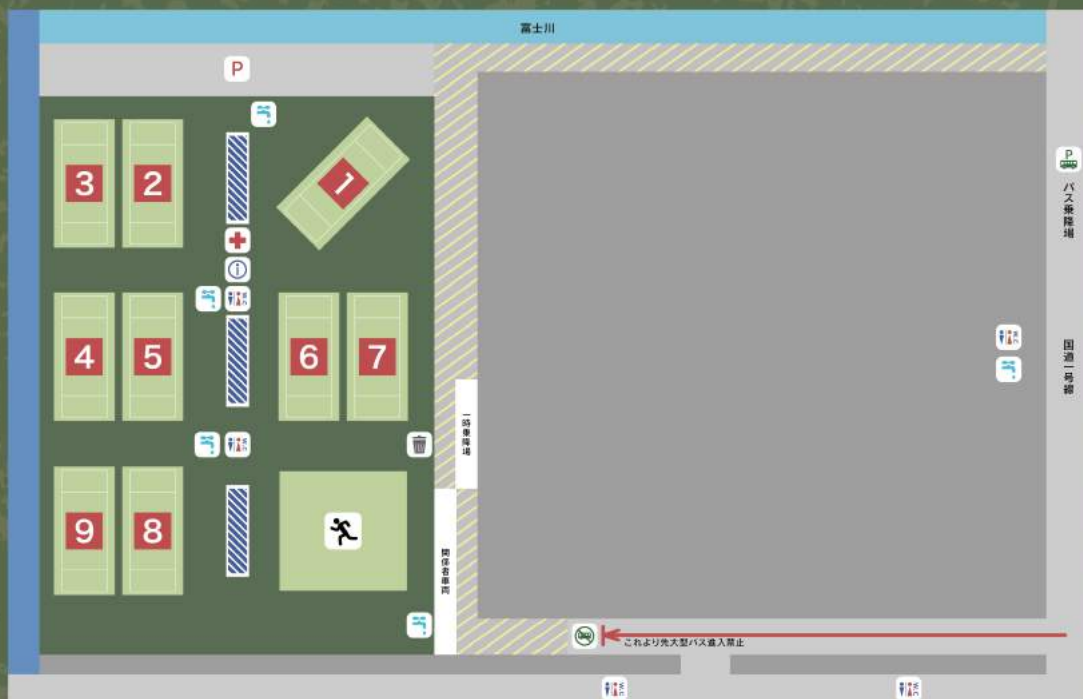 富士川
P
P
バス乗降場
3
2
1
i
W.C
4
5
6
7
W.C
国道一号線
一時乗降場
W.C
9
8
関係者車両
これより先大型バス進入禁止
W.C
W.C